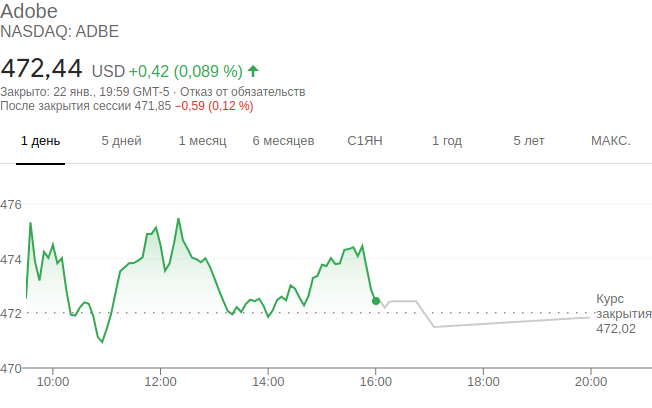 Adobe
NASDAQ: ADBE
472,44 USD +0,42 (0,089 %)
Закрыто: 22 янв., 19:59 GMT-5 · Отказ от обязательств
После закрытия сессии 471,85 −0,59 (0,12 %)
1 день 5 дней 1 месяц 6 месяцев С1ЯН 1 год 5 лет МАКС.
476
474
472
470
Курс
закрытия
472,02
10:00 12:00 14:00 16:00 18:00 20:00